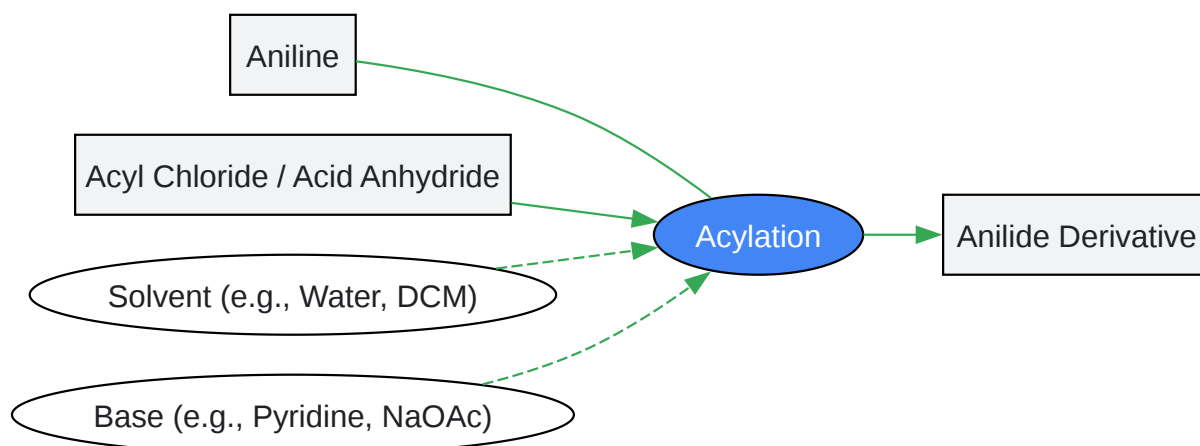 Aniline
Acyl Chloride / Acid Anhydride
Acylation
Anilide Derivative
Solvent (e.g., Water, DCM)
Base (e.g., Pyridine, NaOAc)